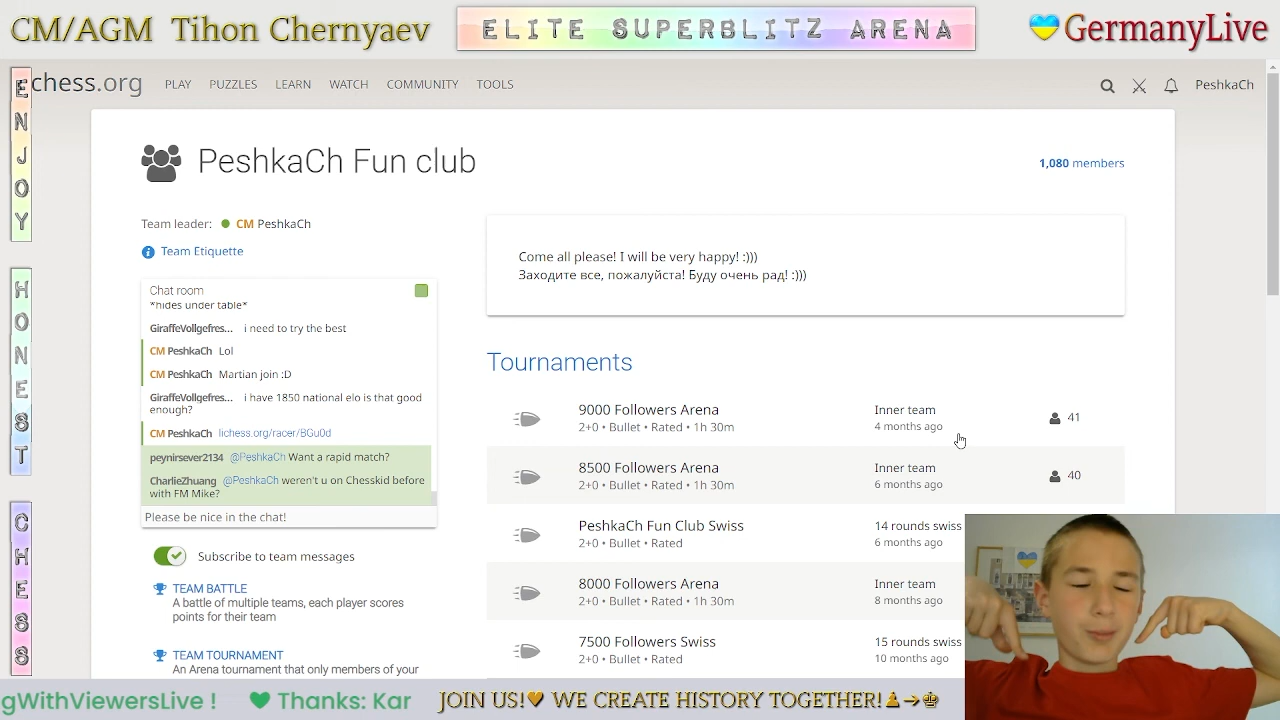 CM/AGM Tihon Chernyaev
ELITE SUPERBLITZ ARENA
GermanyLive
chess.org
PLAY
PUZZLES
LEARN
WATCH
COMMUNITY
TOOLS
PeshkaCh
ENJOY
HONEST
CHESS
PeshkaCh Fun club
1,080 members
Team leader: CM PeshkaCh
Team Etiquette
Come all please! I will be very happy! :)))
Заходите все, пожалуйста! Буду очень рад! :)))
Chat room
*hides under table*
GiraffeVollgefres... i need to try the best
CM PeshkaCh Lol
CM PeshkaCh Martian join :D
GiraffeVollgefres... i have 1850 national elo is that good
enough?
CM PeshkaCh lichess.org/racer/BGu0d
peynirsever2134 @PeshkaCh Want a rapid match?
CharlieZhuang @PeshkaCh weren't u on Chesskid before
with FM Mike?
Please be nice in the chat!
Subscribe to team messages
TEAM BATTLE
A battle of multiple teams, each player scores
points for their team
TEAM TOURNAMENT
An Arena tournament that only members of your
Tournaments
9000 Followers Arena
2+0 • Bullet • Rated • 1h 30m
Inner team
4 months ago
41
8500 Followers Arena
2+0 • Bullet • Rated • 1h 30m
Inner team
6 months ago
40
PeshkaCh Fun Club Swiss
2+0 • Bullet • Rated
14 rounds swiss
6 months ago
8000 Followers Arena
2+0 • Bullet • Rated • 1h 30m
Inner team
8 months ago
7500 Followers Swiss
2+0 • Bullet • Rated
15 rounds swiss
10 months ago
gWithViewersLive !
Thanks: Kar
JOIN US!🧡 WE CREATE HISTORY TOGETHER!♟→♚